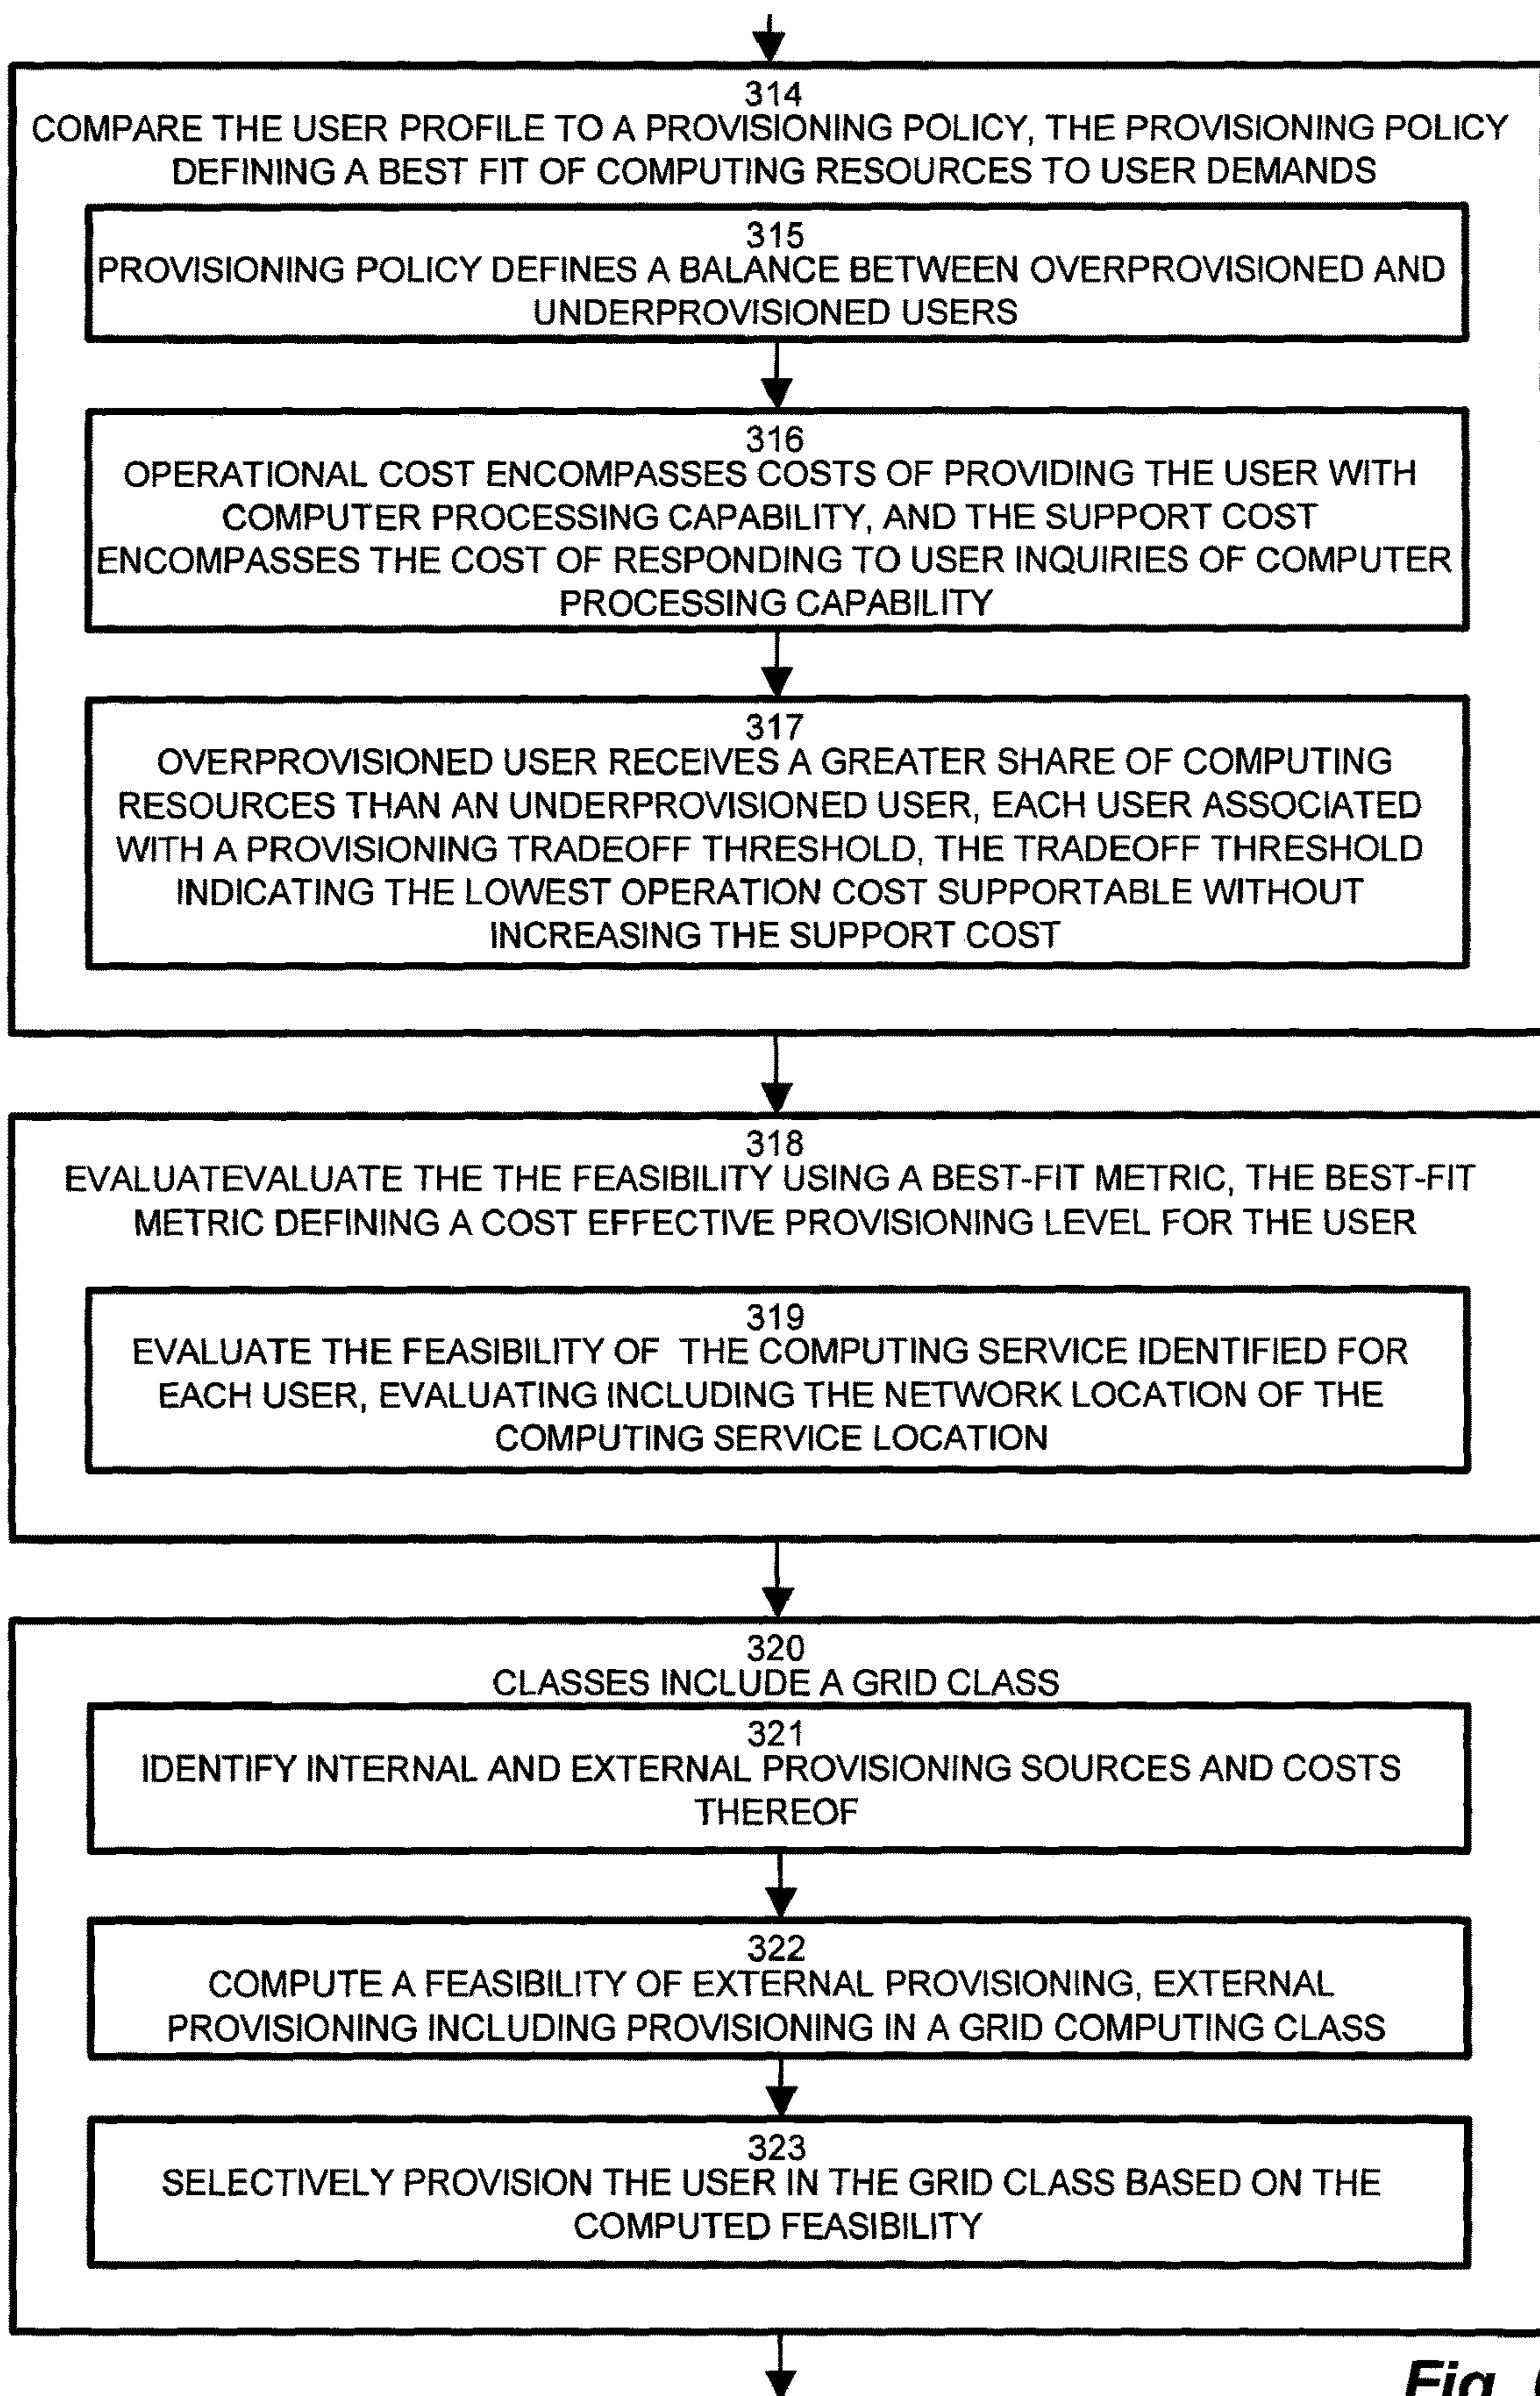 314
COMPARE THE USER PROFILE TO A PROVISIONING POLICY, THE PROVISIONING POLICY
DEFINING A BEST FIT OF COMPUTING RESOURCES TO USER DEMANDS
315
PROVISIONING POLICY DEFINES A BALANCE BETWEEN OVERPROVISIONED AND
UNDERPROVISIONED USERS
316
OPERATIONAL COST ENCOMPASSES COSTS OF PROVIDING THE USER WITH
COMPUTER PROCESSING CAPABILITY, AND THE SUPPORT COST
ENCOMPASSES THE COST OF RESPONDING TO USER INQUIRIES OF COMPUTER
PROCESSING CAPABILITY
317
OVERPROVISIONED USER RECEIVES A GREATER SHARE OF COMPUTING
RESOURCES THAN AN UNDERPROVISIONED USER, EACH USER ASSOCIATED
WITH A PROVISIONING TRADEOFF THRESHOLD, THE TRADEOFF THRESHOLD
INDICATING THE LOWEST OPERATION COST SUPPORTABLE WITHOUT
INCREASING THE SUPPORT COST
318
EVALUATEVALUATE THE THE FEASIBILITY USING A BEST-FIT METRIC, THE BEST-FIT
METRIC DEFINING A COST EFFECTIVE PROVISIONING LEVEL FOR THE USER
319
EVALUATE THE FEASIBILITY OF THE COMPUTING SERVICE IDENTIFIED FOR
EACH USER, EVALUATING INCLUDING THE NETWORK LOCATION OF THE
COMPUTING SERVICE LOCATION
320
CLASSES INCLUDE A GRID CLASS
321
IDENTIFY INTERNAL AND EXTERNAL PROVISIONING SOURCES AND COSTS
THEREOF
322
COMPUTE A FEASIBILITY OF EXTERNAL PROVISIONING, EXTERNAL
PROVISIONING INCLUDING PROVISIONING IN A GRID COMPUTING CLASS
323
SELECTIVELY PROVISION THE USER IN THE GRID CLASS BASED ON THE
COMPUTED FEASIBILITY
Fig.